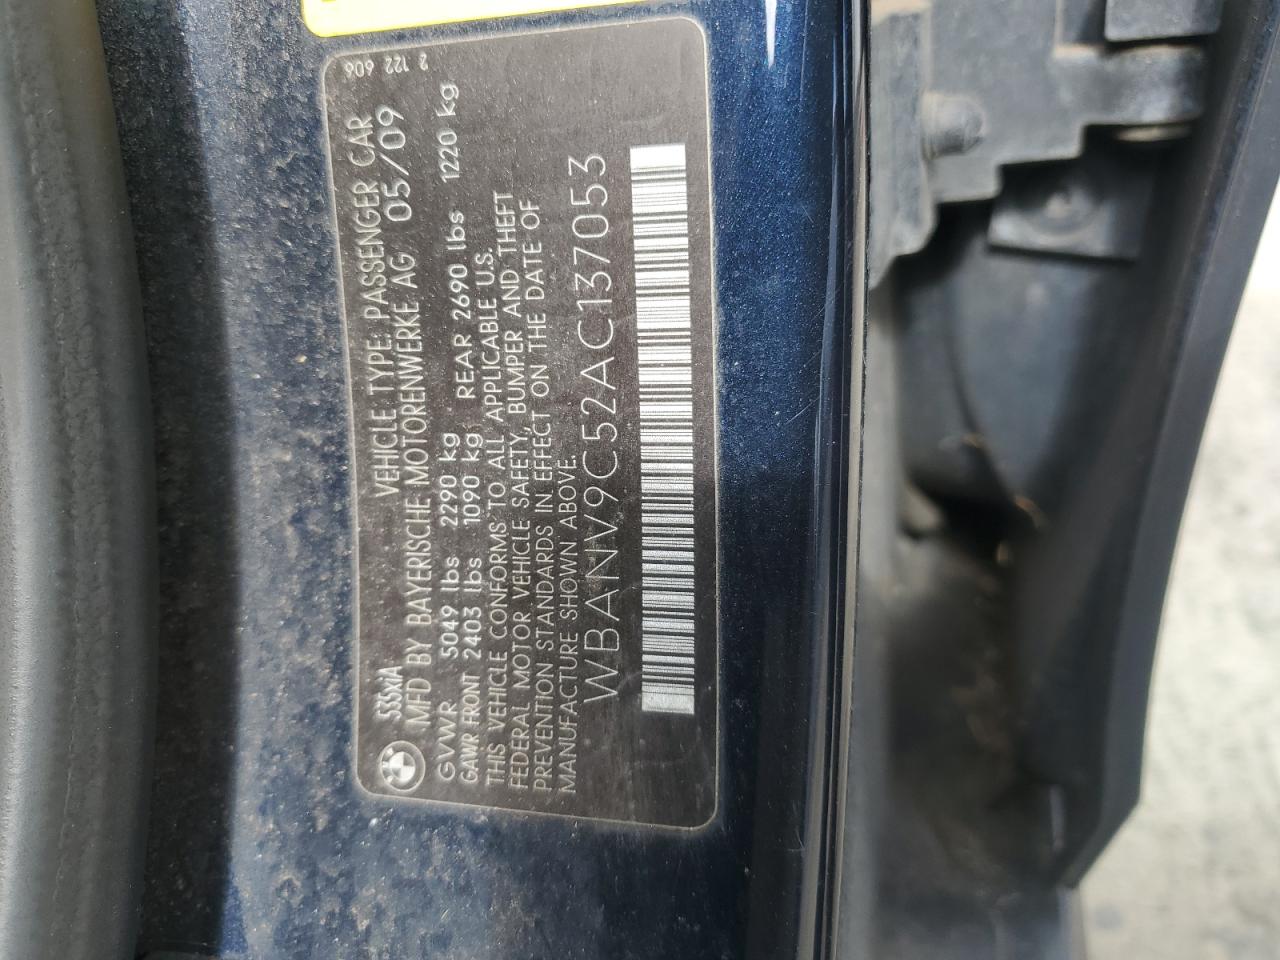 2 122 606
535xiA VEHICLE TYPE: PASSENGER CAR
MFD BY BAYERISCHE MOTORENWERKE AG 05/09
GVWR 5049 lbs 2290 kg
GAWR FRONT 2403 lbs 1090 kg REAR 2690 lbs 1220 kg
THIS VEHICLE CONFORMS TO ALL APPLICABLE U.S.
FEDERAL MOTOR VEHICLE SAFETY, BUMPER AND THEFT
PREVENTION STANDARDS IN EFFECT ON THE DATE OF
MANUFACTURE SHOWN ABOVE.
WBANV9C52AC137053